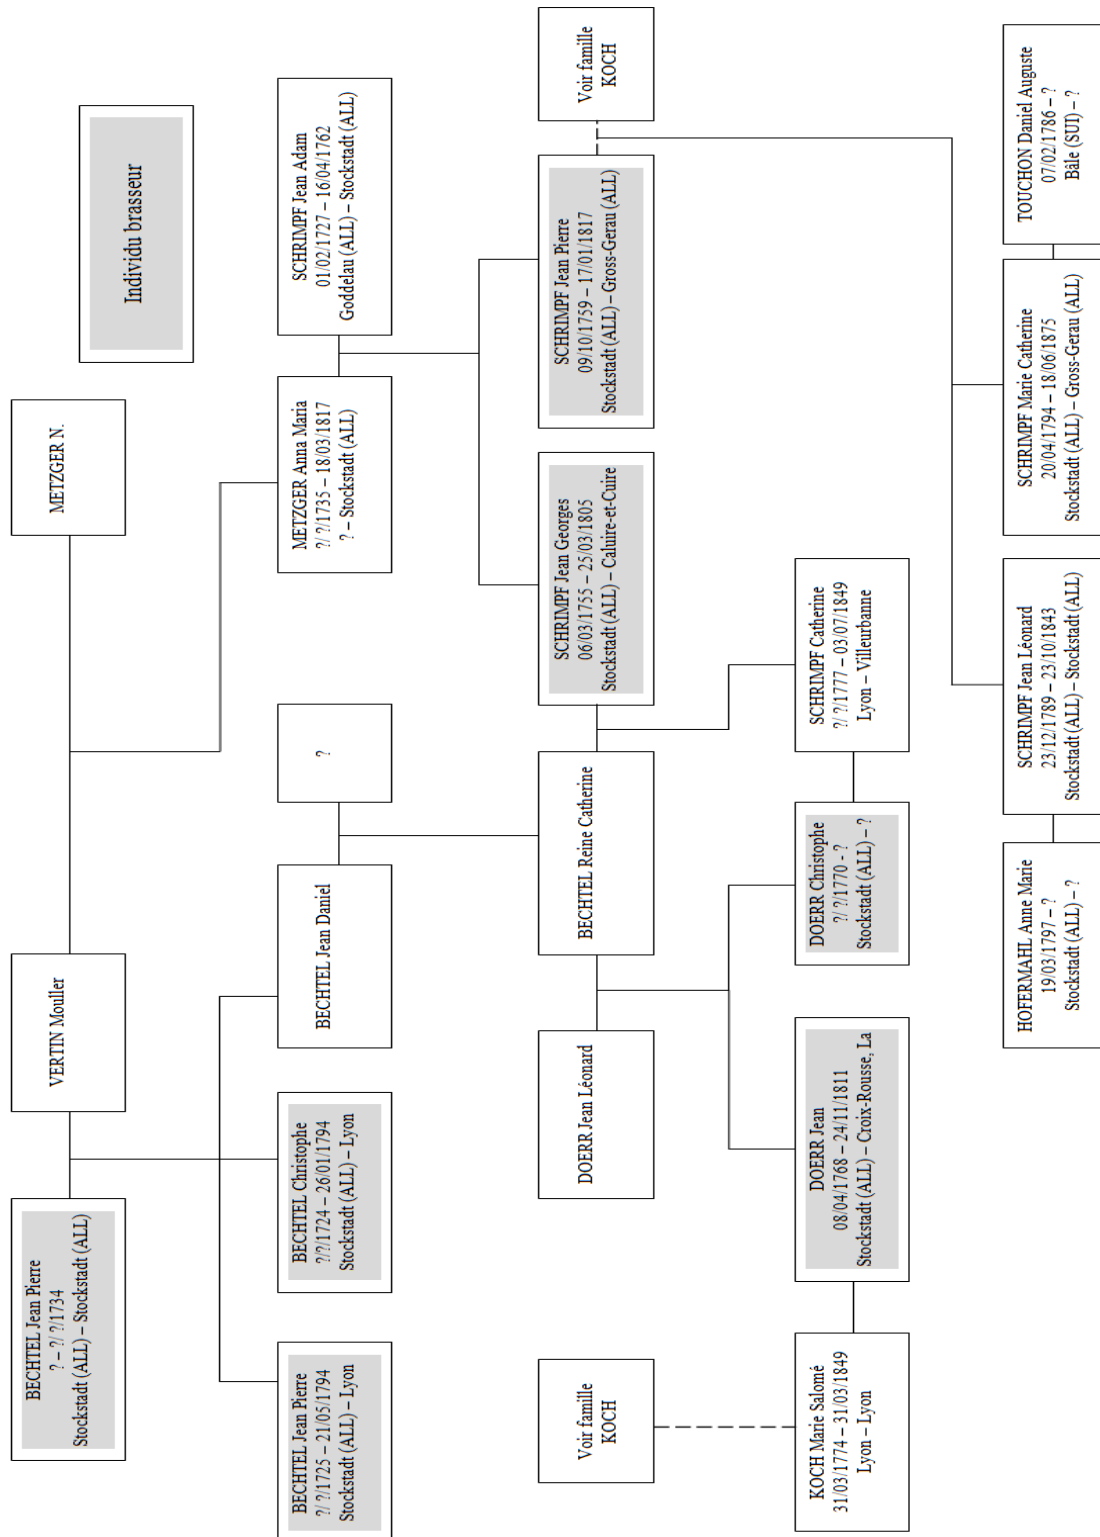 BECHTEL Jean Pierre
? – ?/ ?/1734
Stockstadt (ALL) – Stockstadt (ALL)
VERTIN Mouller
METZGER N.
Individu brasseur
BECHTEL Jean Pierre
?/ ?/1725 – 21/05/1794
Stockstadt (ALL) – Lyon
BECHTEL Christophe
?/?/1724 – 26/01/1794
Stockstadt (ALL) – Lyon
BECHTEL Jean Daniel
?
METZGER Anna Maria
?/ ?/1735 – 18/03/1817
? – Stockstadt (ALL)
SCHRIMPF Jean Adam
01/02/1727 – 16/04/1762
Goddelau (ALL) – Stockstadt (ALL)
Voir famille
KOCH
DOERR Jean Léonard
BECHTEL Reine Catherine
SCHRIMPF Jean Georges
06/03/1755 – 25/03/1805
Stockstadt (ALL) – Caluire-et-Cuire
SCHRIMPF Jean Pierre
09/10/1759 – 17/01/1817
Stockstadt (ALL) – Gross-Gerau (ALL)
Voir famille
KOCH
KOCH Marie Salomé
31/03/1774 – 31/03/1849
Lyon – Lyon
DOERR Jean
08/04/1768 – 24/11/1811
Stockstadt (ALL) – Croix-Rousse, La
DOERR Christophe
?/ ?/1770 - ?
Stockstadt (ALL) – ?
SCHRIMPF Catherine
?/ ?/1777 – 03/07/1849
Lyon – Villeurbanne
HOFERMAHL Anne Marie
19/03/1797 – ?
Stockstadt (ALL) – ?
SCHRIMPF Jean Léonard
23/12/1789 – 23/10/1843
Stockstadt (ALL) – Stockstadt (ALL)
SCHRIMPF Marie Catherine
20/04/1794 – 18/06/1875
Stockstadt (ALL) – Gross-Gerau (ALL)
TOUCHON Daniel Auguste
07/02/1786 – ?
Bâle (SUI) – ?